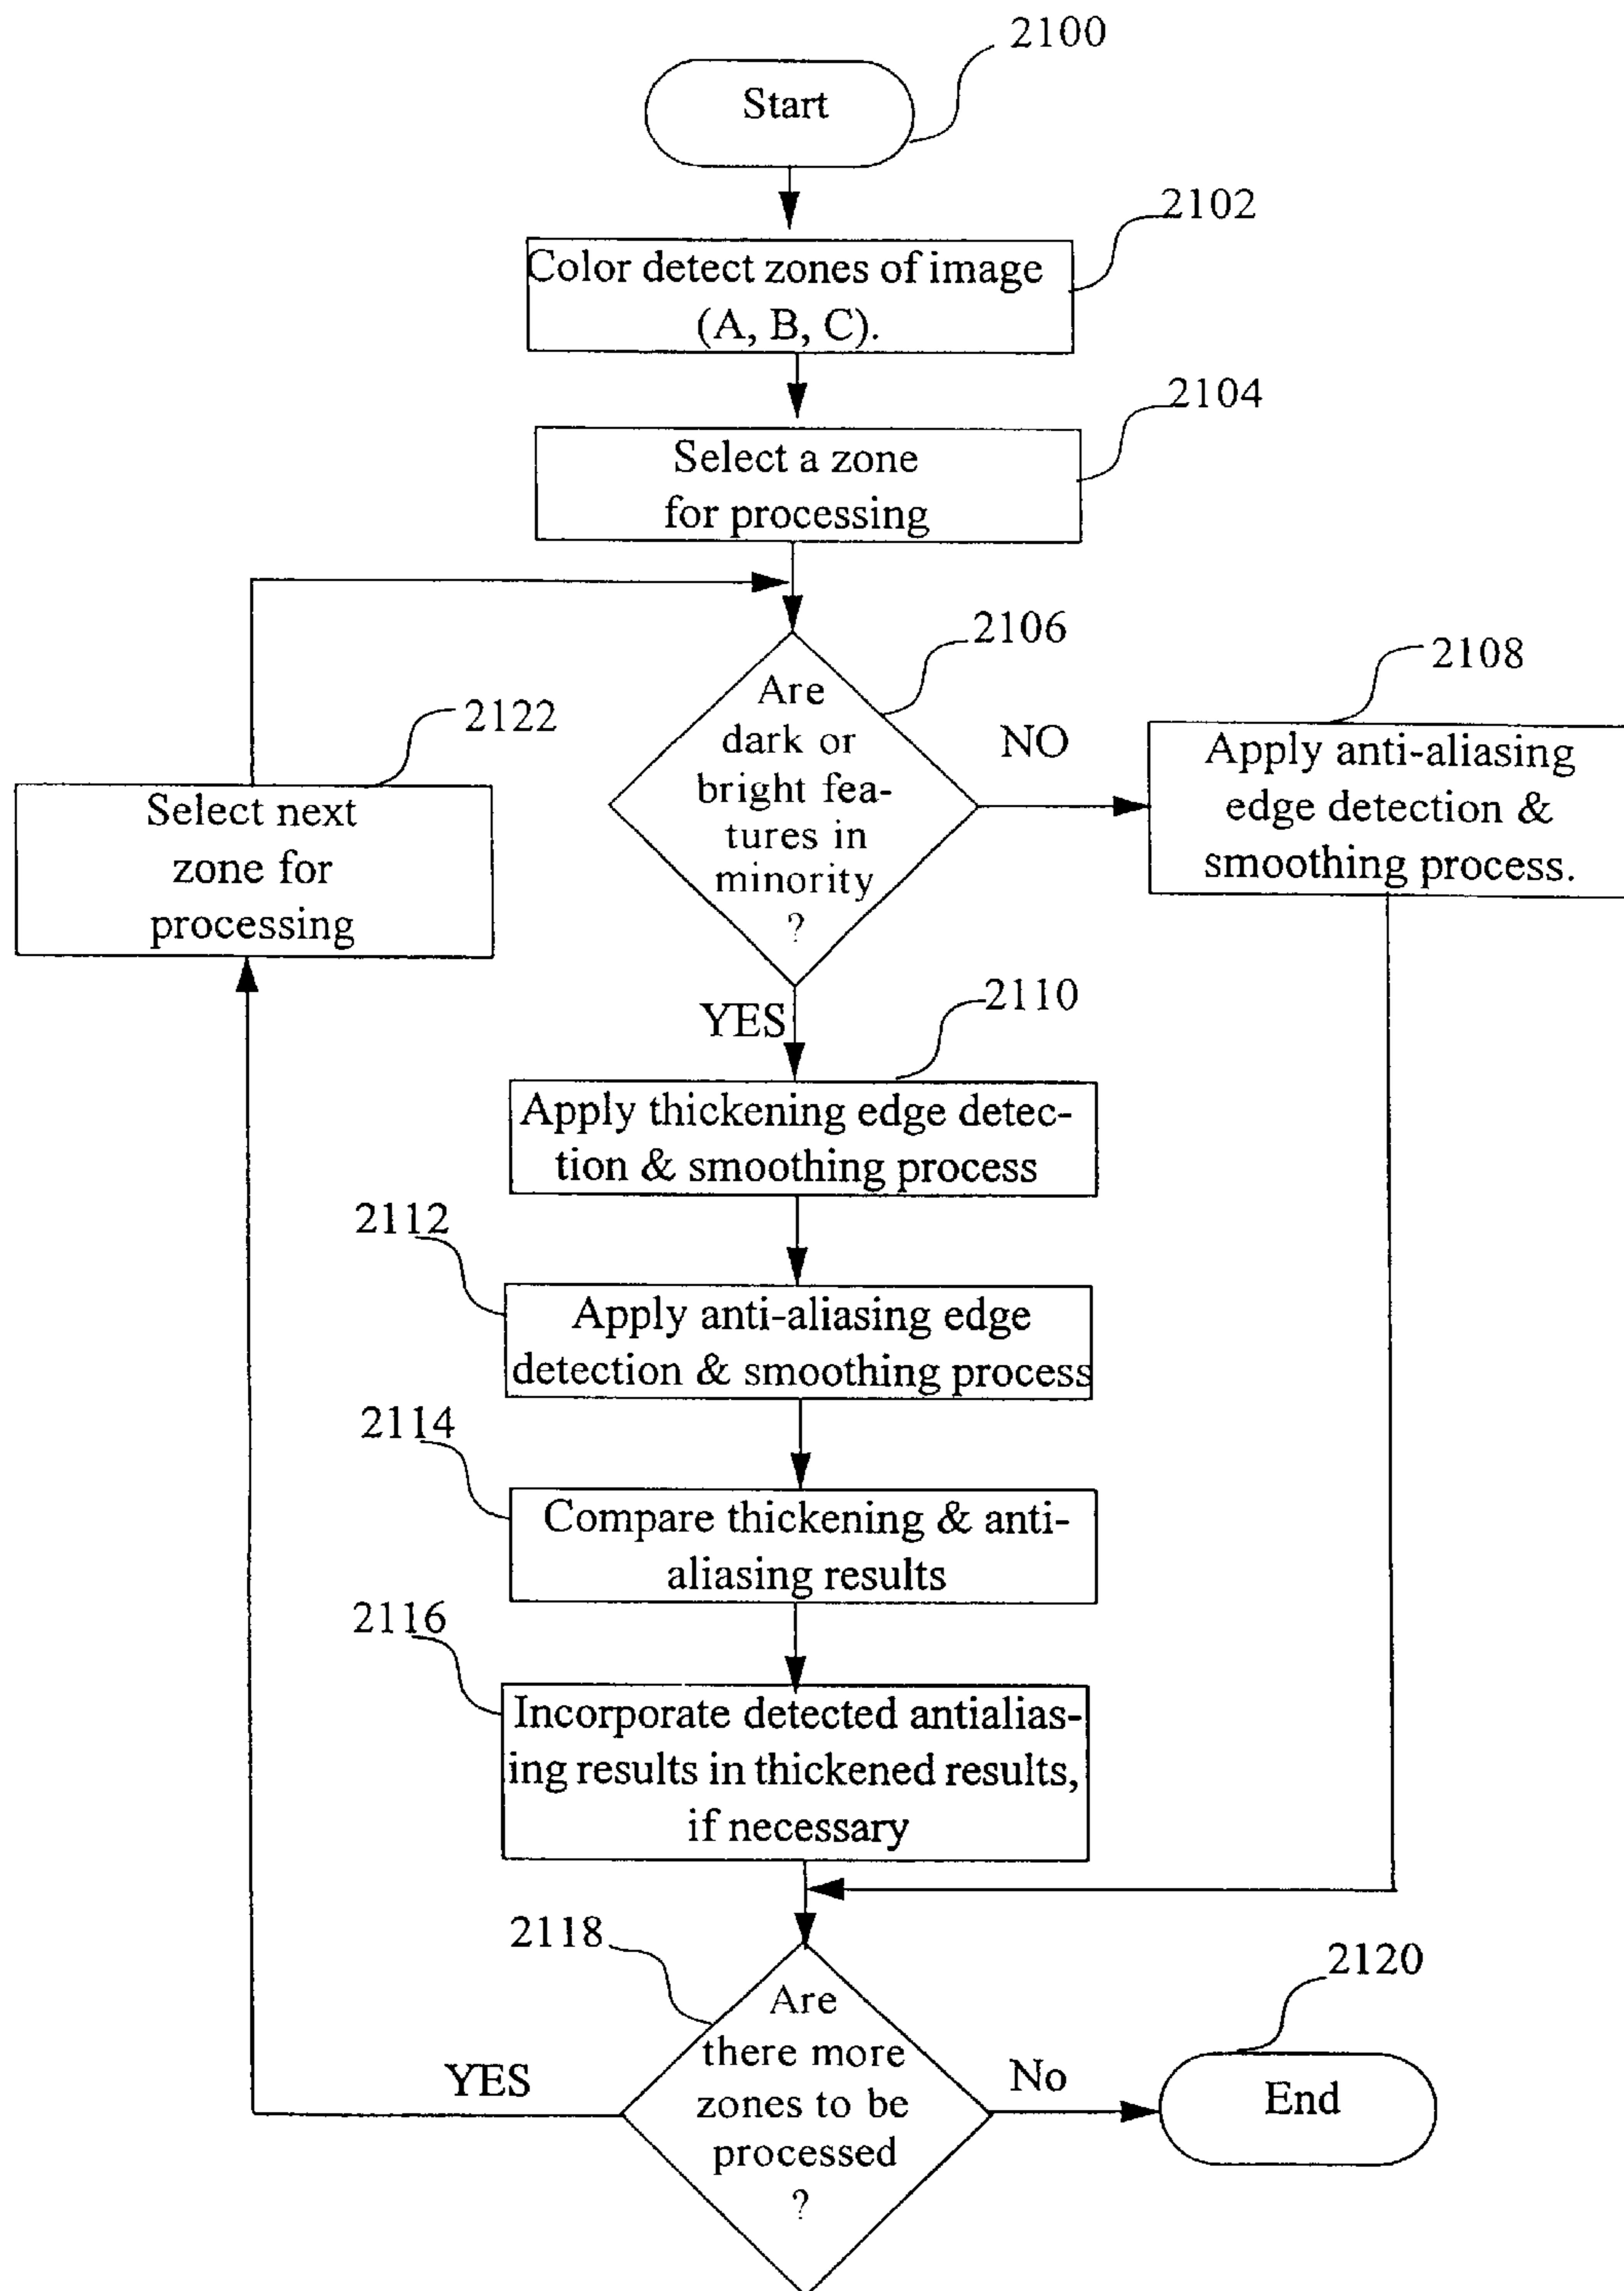 2100
Start
2102
Color detect zones of image
(A, B, C).
2104
Select a zone
for processing
2106
Are
dark or
bright fea-
tures in
minority
?
NO
2108
Apply anti-aliasing
edge detection &
smoothing process.
2122
Select next
zone for
processing
YES
2110
Apply thickening edge detec-
tion & smoothing process
2112
Apply anti-aliasing edge
detection & smoothing process
2114
Compare thickening & anti-
aliasing results
2116
Incorporate detected antialias-
ing results in thickened results,
if necessary
2118
Are
there more
zones to be
processed
?
YES
No
2120
End